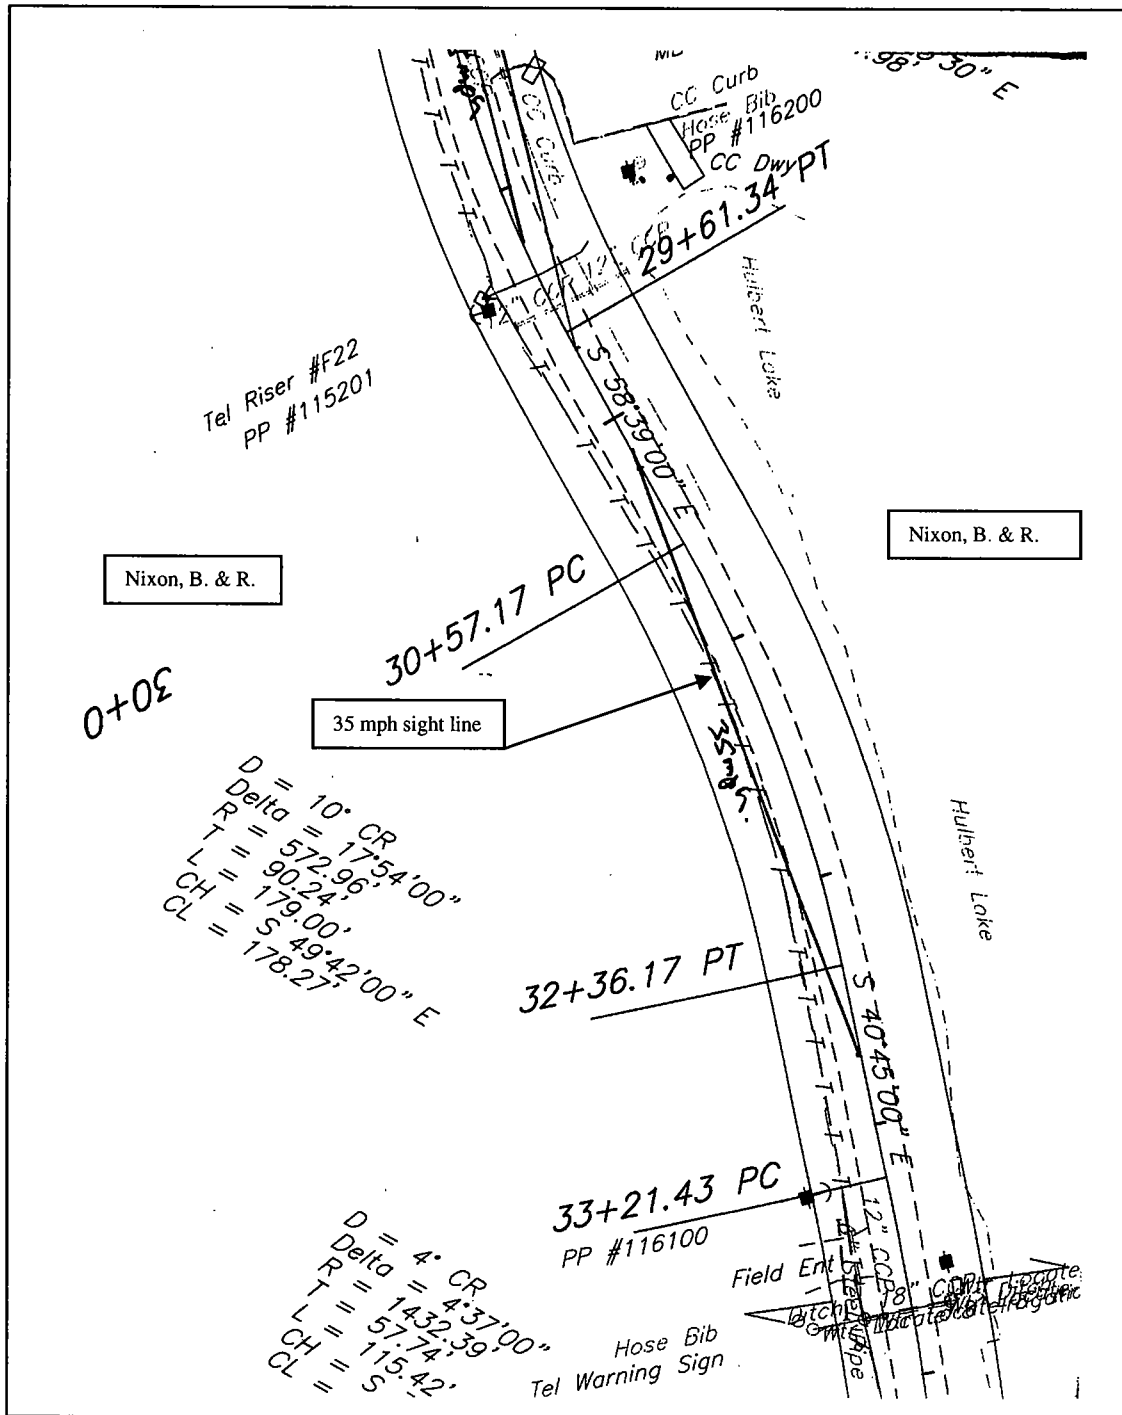 CC Curb
Hose Bib
PP #116200
CC Dwy
30" E
CC Curb
29+61.34 PT
12" CCP
Hulbert Lake
Tel Riser #F22
PP #115201
S 58°39'00" E
Nixon, B. & R.
Nixon, B. & R.
30+57.17 PC
30+0
35 mph sight line
35 mph.
D = 10° CR
Delta = 17°54'00"
R = 572.96'
T = 90.24'
L = 179.00'
CH = S 49°42'00" E
CL = 178.27'
Hulbert Lake
32+36.17 PT
S 40°45'00" E
33+21.43 PC
PP #116100
12" CCP
Field Ent
18"
D = 4° CR
Delta = 4°37'00"
R = 1432.39'
T = 57.74'
L = 115.42'
CH = S
CL =
Hose Bib
Tel Warning Sign